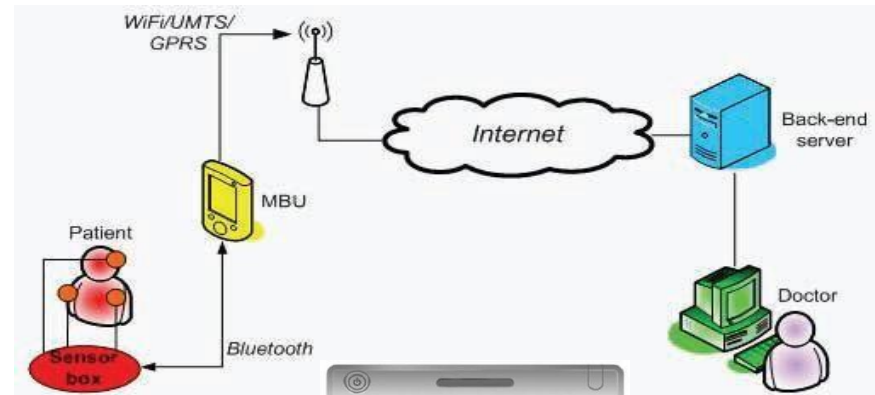 WiFi/UMTS/
GPRS
Internet
Back-end
server
MBU
Patient
Doctor
Bluetooth
Sensor
box